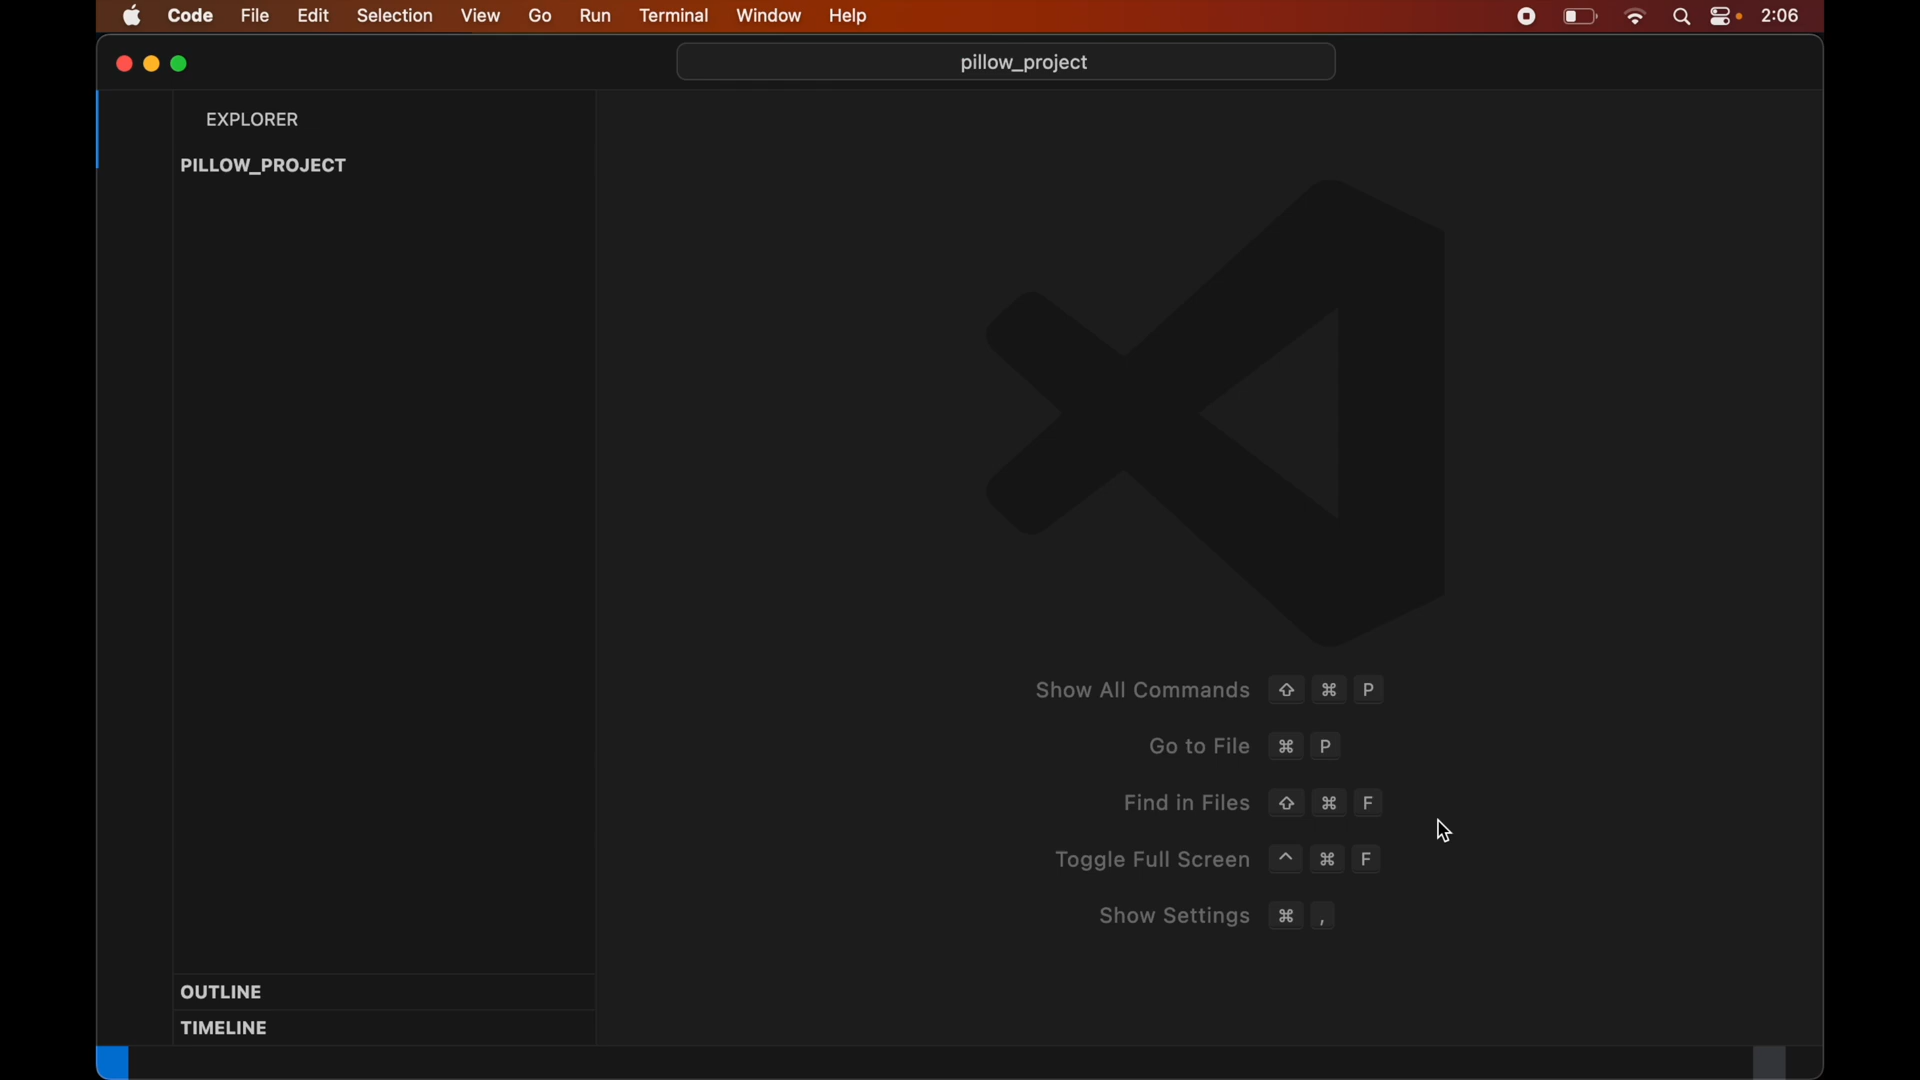 Code File Edit Selection View Go Run Terminal Window Help 2:06
pillow_project
EXPLORER
PILLOW_PROJECT
Show All Commands ⇧ ⌘ P
Go to File ⌘ P
Find in Files ⇧ ⌘ F
Toggle Full Screen ^ ⌘ F
Show Settings ⌘ ,
OUTLINE
TIMELINE